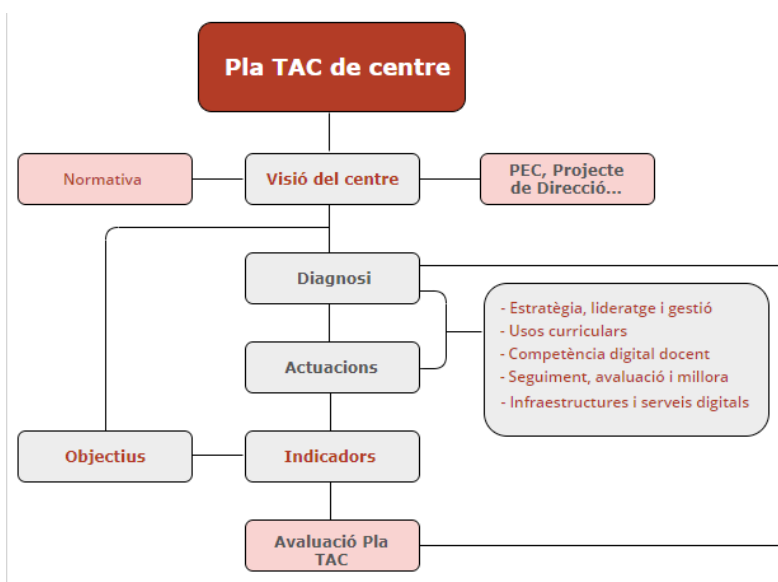 Pla TAC de centre
Normativa
Visió del centre
PEC, Projecte
de Direcció...
Diagnosi
- Estratègia, lideratge i gestió
- Usos curriculars
- Competència digital docent
- Seguiment, avaluació i millora
- Infraestructures i serveis digitals
Actuacions
Objectius
Indicadors
Avaluació Pla
TAC